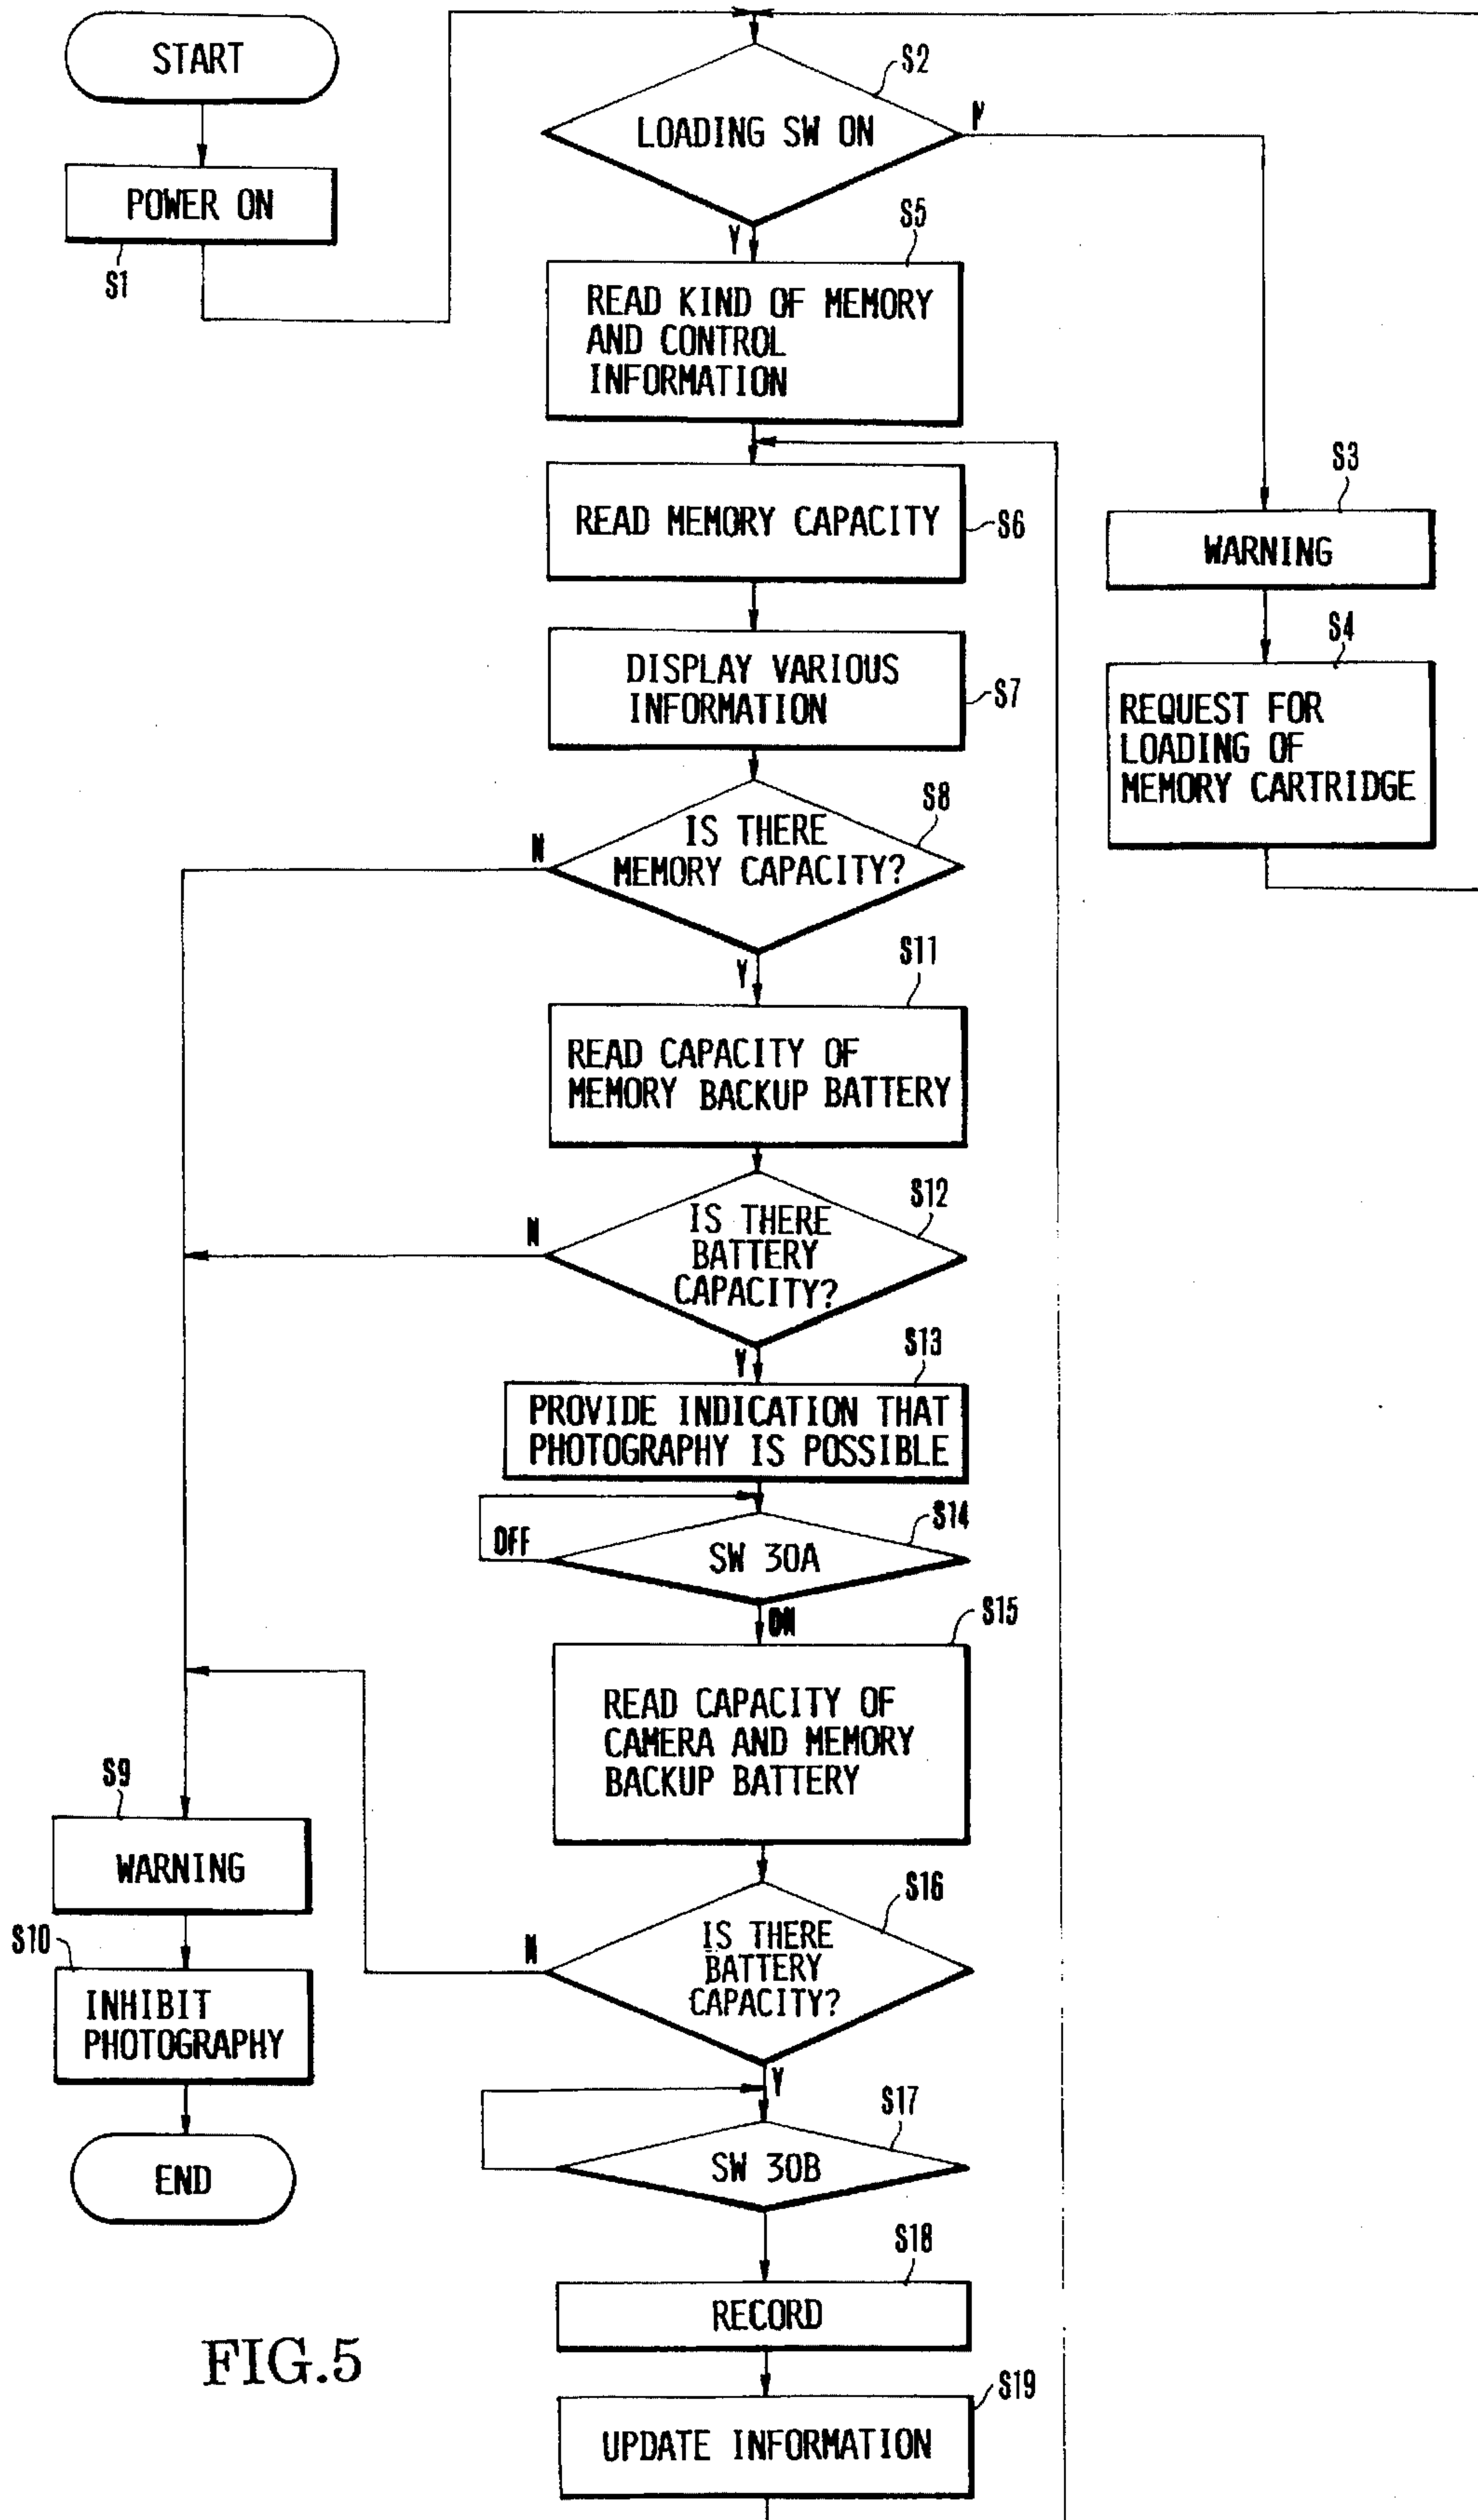 START
POWER ON
S1
S2
LOADING SW ON
N
Y
S5
READ KIND OF MEMORY
AND CONTROL
INFORMATION
READ MEMORY CAPACITY
S6
S3
WARNING
S4
REQUEST FOR
LOADING OF
MEMORY CARTRIDGE
DISPLAY VARIOUS
INFORMATION
S7
S8
IS THERE
MEMORY CAPACITY?
N
Y
S11
READ CAPACITY OF
MEMORY BACKUP BATTERY
S12
IS THERE
BATTERY
CAPACITY?
N
Y
S13
PROVIDE INDICATION THAT
PHOTOGRAPHY IS POSSIBLE
S14
OFF
SW 30A
ON
S15
READ CAPACITY OF
CAMERA AND MEMORY
BACKUP BATTERY
S9
WARNING
S10
INHIBIT
PHOTOGRAPHY
END
S16
IS THERE
BATTERY
CAPACITY?
N
Y
S17
SW 30B
S18
RECORD
S19
UPDATE INFORMATION
FIG.5